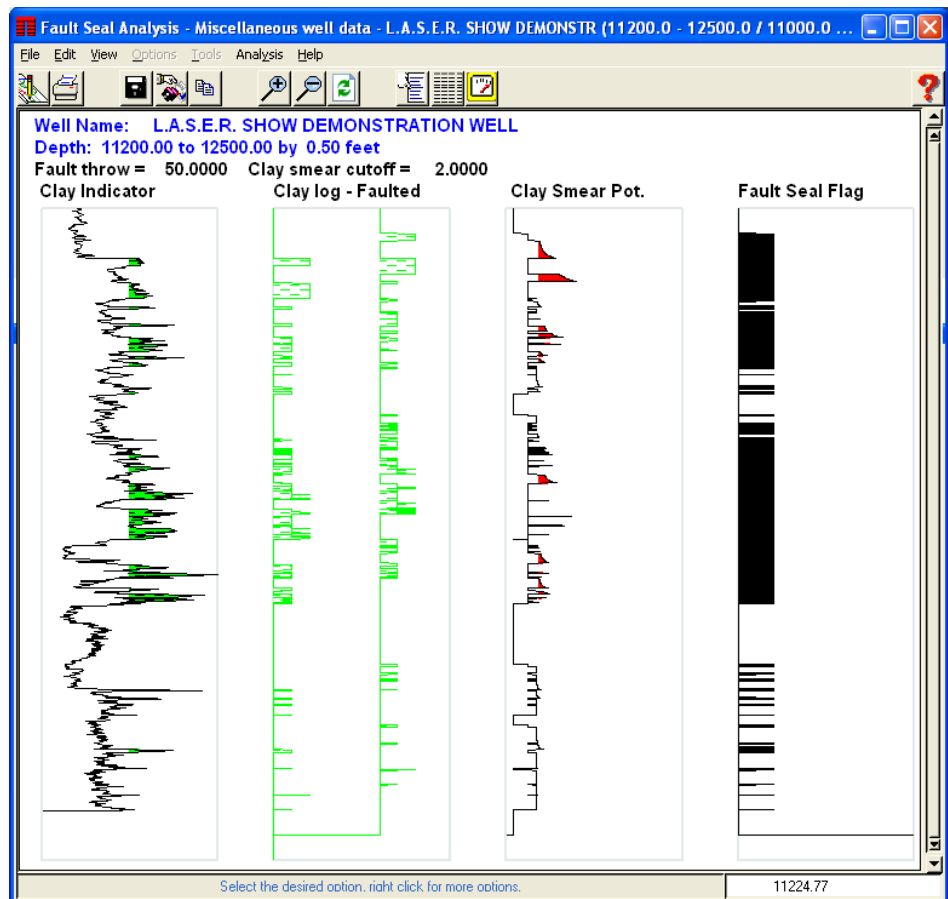 Fault Seal Analysis - Miscellaneous well data - L.A.S.E.R. SHOW DEMONSTR (11200.0 - 12500.0 / 11000.0 ...
File Edit View Options Tools Analysis Help
Well Name: L.A.S.E.R. SHOW DEMONSTRATION WELL
Depth: 11200.00 to 12500.00 by 0.50 feet
Fault throw = 50.0000 Clay smear cutoff = 2.0000
Clay Indicator Clay log - Faulted Clay Smear Pot. Fault Seal Flag
Select the desired option, right click for more options. 11224.77